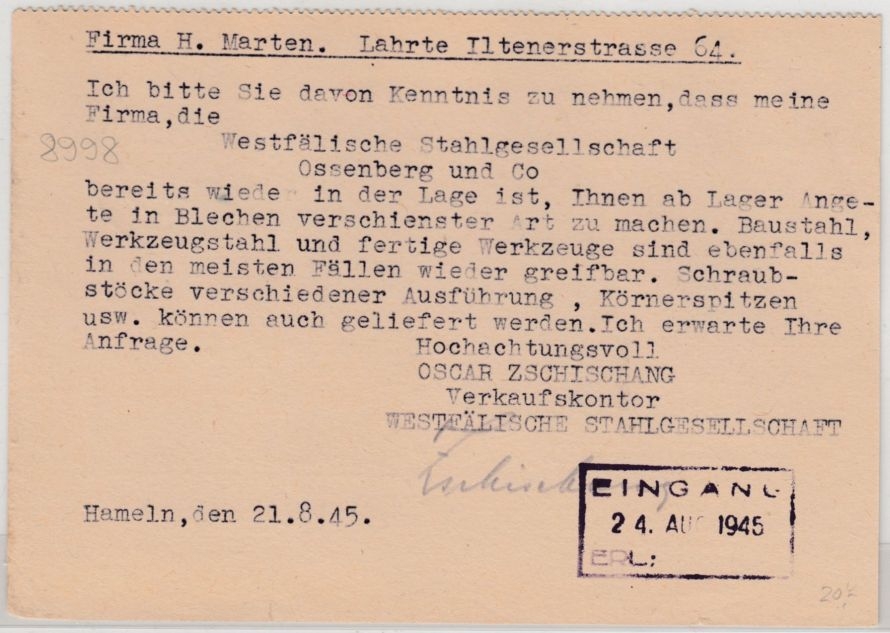 Firma H. Marten. Lahrte Iltenerstrasse 64.
Ich bitte Sie davon Kenntnis zu nehmen,dass meine
Firma,die
8998
Westfälische Stahlgesellschaft
Ossenberg und Co
bereits wieder in der Lage ist, Ihnen ab Lager Ange-
te in Blechen verschienster Art zu machen. Baustahl,
Werkzeugstahl und fertige Werkzeuge sind ebenfalls
in den meisten Fällen wieder greifbar. Schraub-
stöcke verschiedener Ausführung , Körnerspitzen
usw. können auch geliefert werden.Ich erwarte Ihre
Anfrage. Hochachtungsvoll
OSCAR ZSCHISCHANG
Verkaufskontor
WESTFÄLISCHE STAHLGESELLSCHAFT
Zschischang
Hameln,den 21.8.45.
EINGANG
24. AUG 1945
ERL: